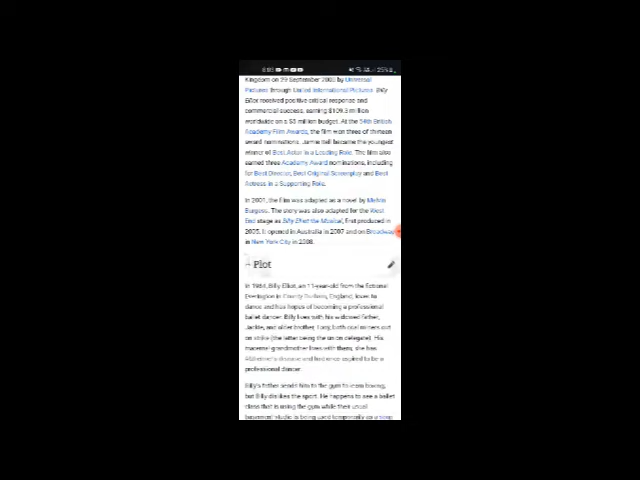 Kingdom on 29 September 2000 by Universal
Pictures through United International Pictures. Billy
Elliot received positive critical response and
commercial success, earning $109.3 million
worldwide on a $5 million budget. At the 54th British
Academy Film Awards, the film won three of thirteen
award nominations. Jamie Bell became the youngest
winner of Best Actor in a Leading Role. The film also
earned three Academy Award nominations, including
for Best Director, Best Original Screenplay and Best
Actress in a Supporting Role.
In 2001, the film was adapted as a novel by Melvin
Burgess. The story was also adapted for the West
End stage as Billy Elliot the Musical, first produced in
2005. It opened in Australia in 2007 and on Broadway
in New York City in 2008.
Plot
In 1984, Billy Elliot, an 11-year-old from the fictional
Everington in County Durham, England, loves to
dance and has hopes of becoming a professional
ballet dancer. Billy lives with his widowed father,
Jackie, and older brother, Tony, both coal miners out
on strike (the latter being the union delegate). His
maternal grandmother lives with them, she has
Alzheimer's disease and had once aspired to be a
professional dancer.
Billy's father sends him to the gym to learn boxing,
but Billy dislikes the sport. He happens to see a ballet
class that is using the gym while their usual
basement studio is being used temporarily as a soup